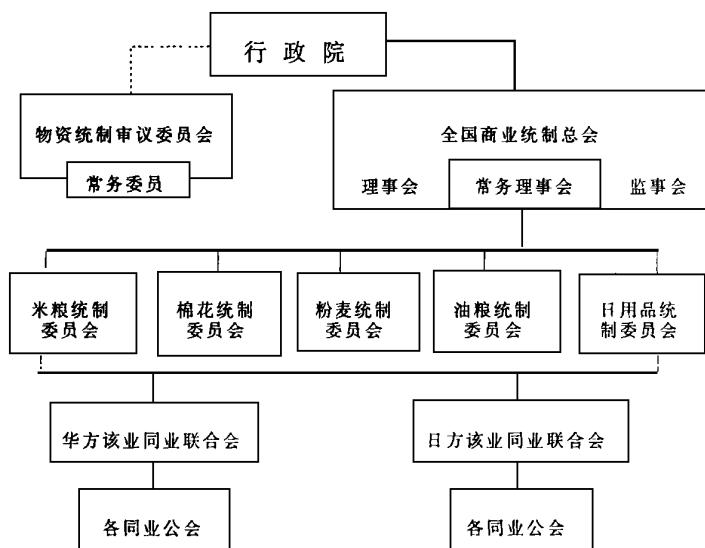 行政院
物资统制审议委员会
常务委员
全国商业统制总会
理事会
常务理事会
监事会
米粮统制
委员会
棉花统制
委员会
粉麦统制
委员会
油粮统制
委员会
日用品统
制委员会
华方该业同业联合会
日方该业同业联合会
各同业公会
各同业公会